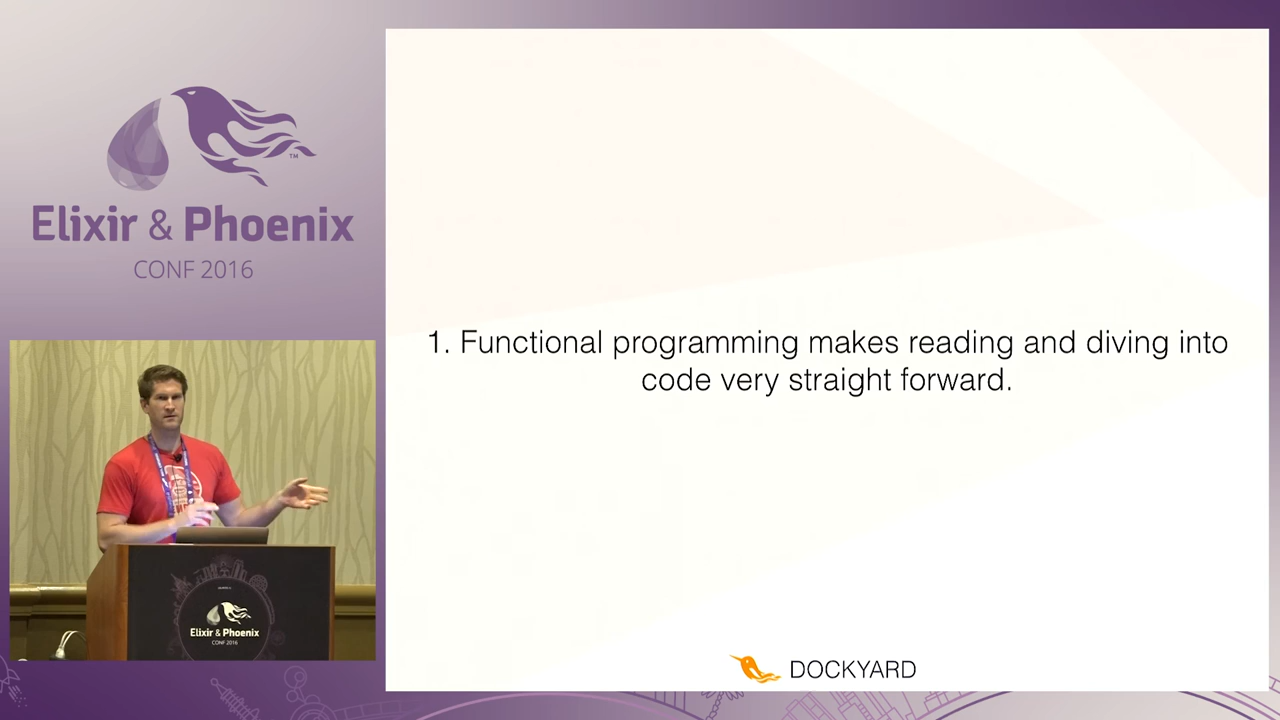 Elixir & Phoenix
TM
CONF 2016
1. Functional programming makes reading and diving into
code very straight forward.
Elixir & Phoenix
CONF 2016
DOCKYARD